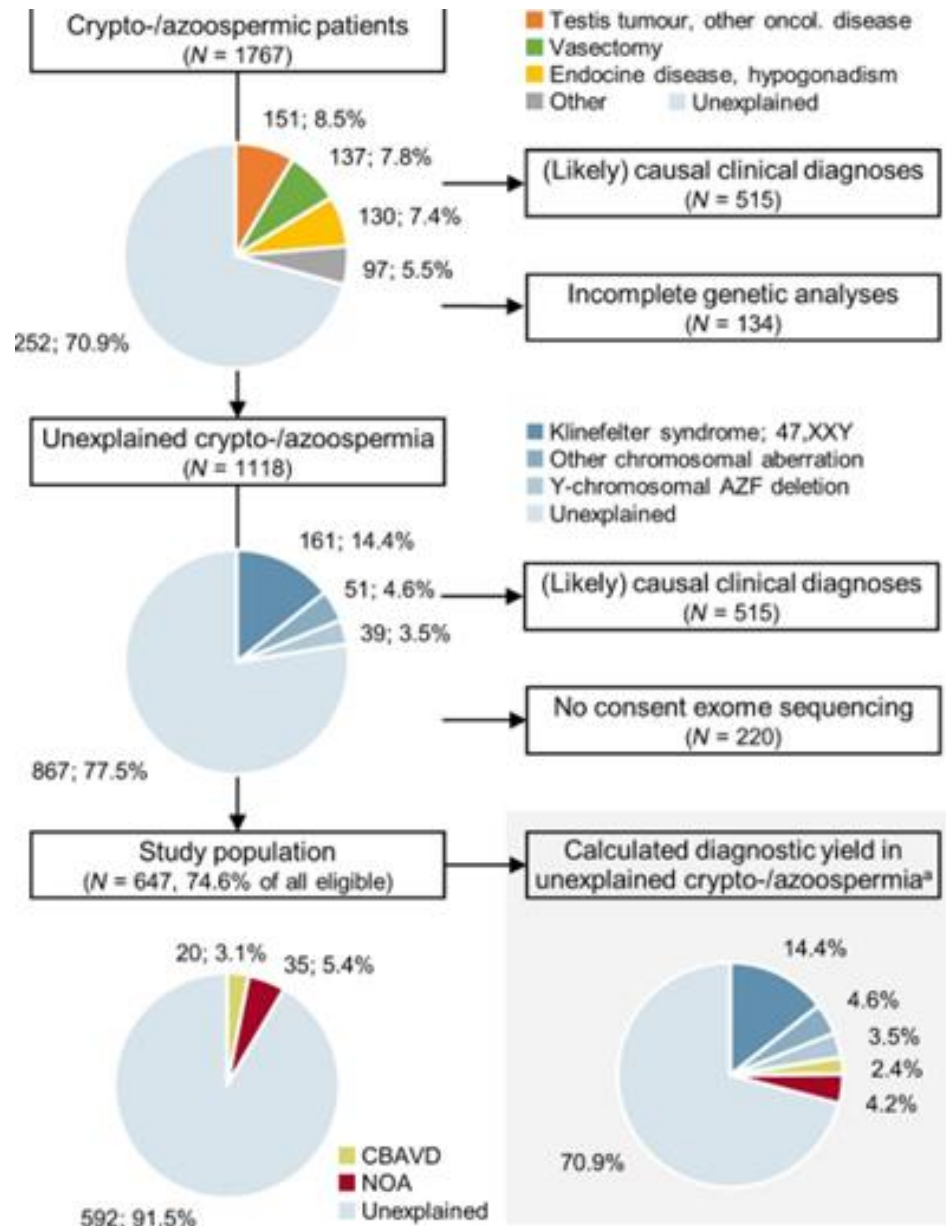 Crypto-/azoospermic patients
(N = 1767)
Testis tumour, other oncol. disease
Vasectomy
Endocine disease, hypogonadism
Other Unexplained
151; 8.5%
137; 7.8%
130; 7.4%
97; 5.5%
252; 70.9%
(Likely) causal clinical diagnoses
(N = 515)
Incomplete genetic analyses
(N = 134)
Unexplained crypto-/azoospermia
(N = 1118)
Klinefelter syndrome; 47,XXY
Other chromosomal aberration
Y-chromosomal AZF deletion
Unexplained
161; 14.4%
51; 4.6%
39; 3.5%
867; 77.5%
(Likely) causal clinical diagnoses
(N = 515)
No consent exome sequencing
(N = 220)
Study population
(N = 647, 74.6% of all eligible)
Calculated diagnostic yield in
unexplained crypto-/azoospermiaᵃ
20; 3.1%
35; 5.4%
592; 91.5%
CBAVD
NOA
Unexplained
14.4%
4.6%
3.5%
2.4%
4.2%
70.9%